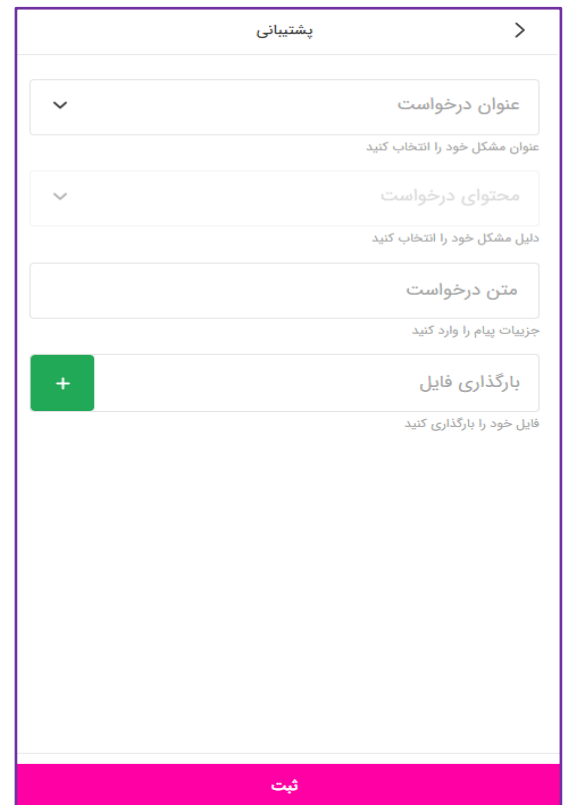 پشتیبانی
عنوان درخواست
عنوان مشکل خود را انتخاب کنید
محتوای درخواست
دلیل مشکل خود را انتخاب کنید
متن درخواست
جزییات پیام را وارد کنید
بارگذاری فایل
+
فایل خود را بارگذاری کنید
ثبت